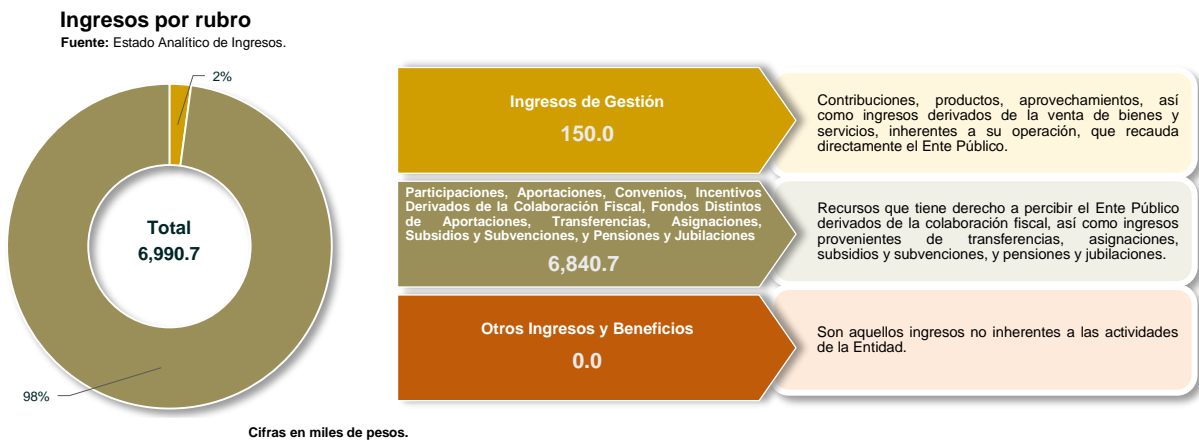 Ingresos por rubro
Fuente: Estado Analítico de Ingresos.
2%
Total
6,990.7
98%
Ingresos de Gestión
150.0
Contribuciones, productos, aprovechamientos, así
como ingresos derivados de la venta de bienes y
servicios, inherentes a su operación, que recauda
directamente el Ente Público.
Participaciones, Aportaciones, Convenios, Incentivos
Derivados de la Colaboración Fiscal, Fondos Distintos
de Aportaciones, Transferencias, Asignaciones,
Subsidios y Subvenciones, y Pensiones y Jubilaciones
6,840.7
Recursos que tiene derecho a percibir el Ente Público
derivados de la colaboración fiscal, así como ingresos
provenientes de transferencias, asignaciones,
subsidios y subvenciones, y pensiones y jubilaciones.
Otros Ingresos y Beneficios
0.0
Son aquellos ingresos no inherentes a las actividades
de la Entidad.
Cifras en miles de pesos.